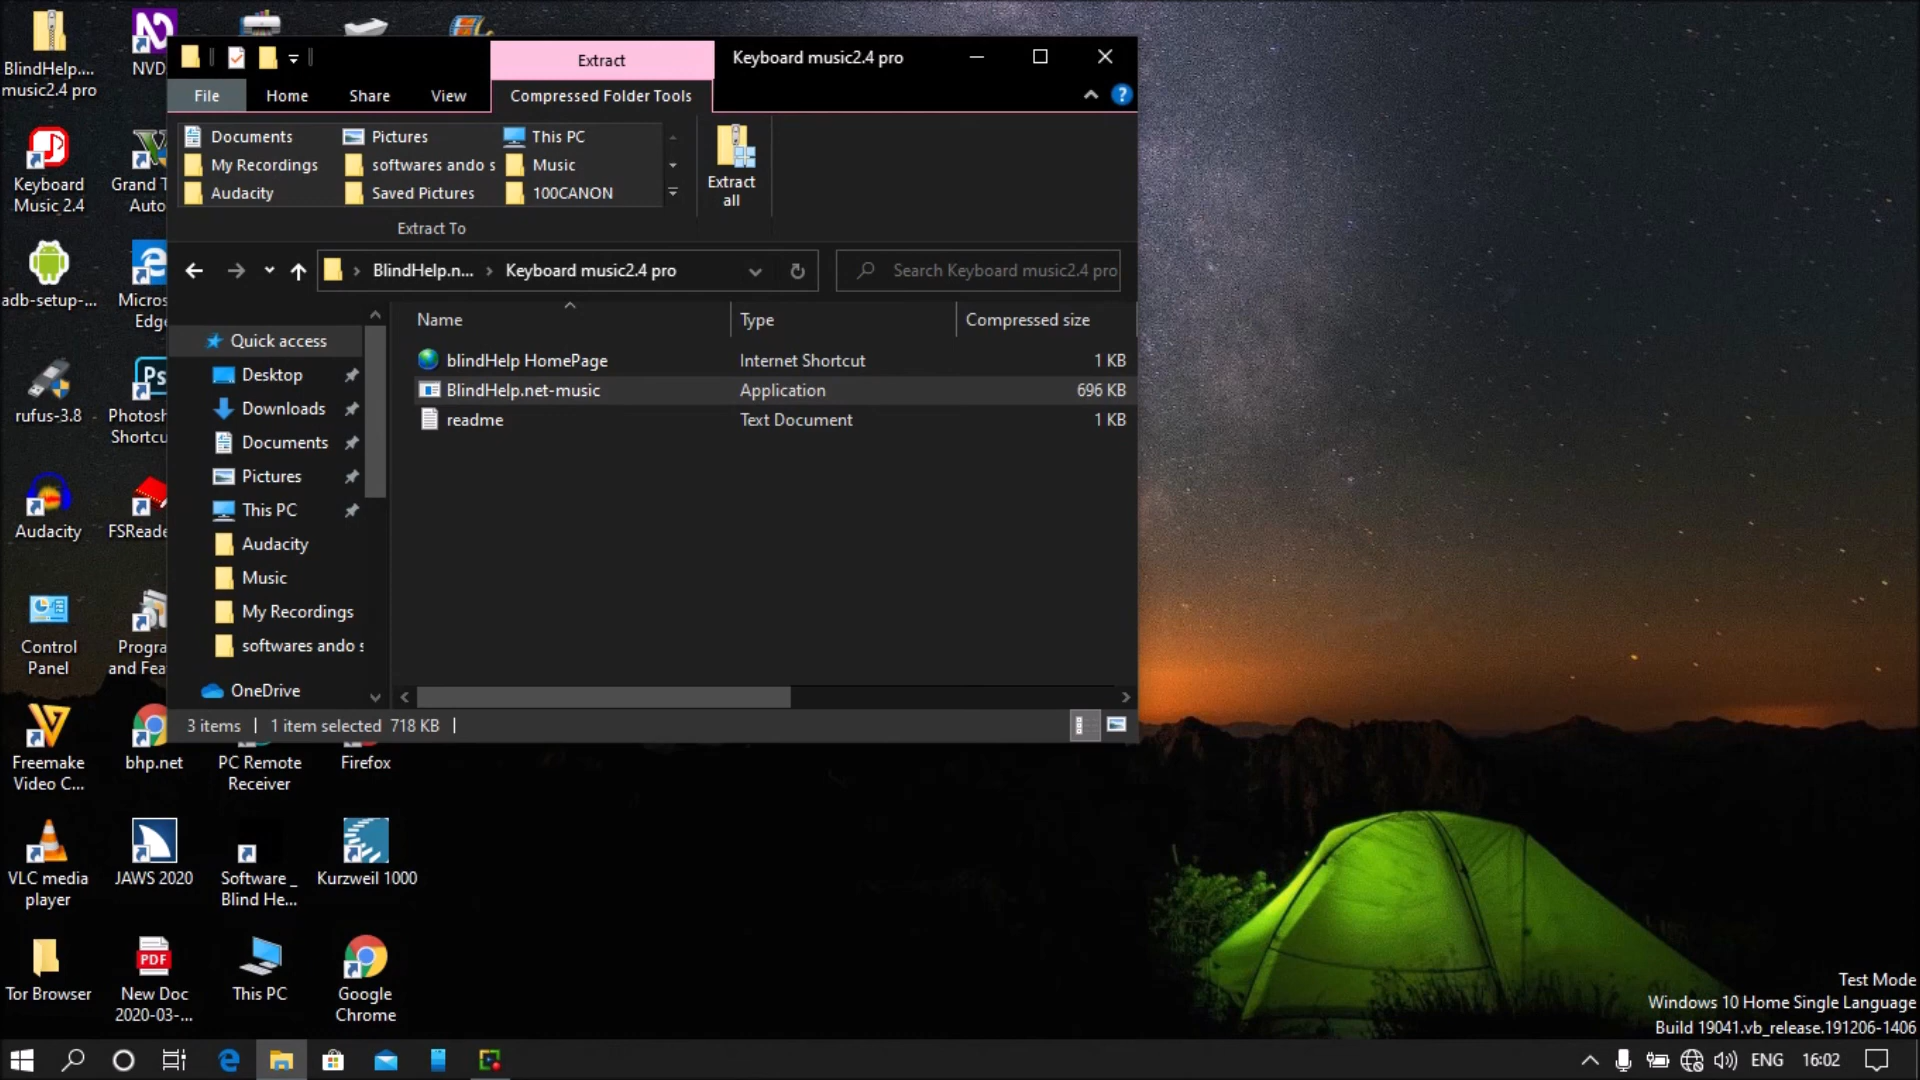 BlindHelp....
music2.4 pro
NVD
Keyboard
Music 2.4
Grand T
Auto
adb-setup-...
Micros
Edge
rufus-3.8
Photosh
Shortcu
Audacity
FSReade
Control
Panel
Progra
and Fea
Freemake
Video C...
bhp.net
PC Remote
Receiver
Firefox
VLC media
player
JAWS 2020
Software _
Blind He...
Kurzweil 1000
Tor Browser
New Doc
2020-03-...
This PC
Google
Chrome
Extract
Keyboard music2.4 pro
File
Home
Share
View
Compressed Folder Tools
Documents
Pictures
This PC
My Recordings
softwares ando s
Music
Audacity
Saved Pictures
100CANON
Extract To
Extract
all
BlindHelp.n...
Keyboard music2.4 pro
Search Keyboard music2.4 pro
Quick access
Desktop
Downloads
Documents
Pictures
This PC
Audacity
Music
My Recordings
softwares ando s
OneDrive
Name
Type
Compressed size
blindHelp HomePage
Internet Shortcut
1 KB
BlindHelp.net-music
Application
696 KB
readme
Text Document
1 KB
3 items
1 item selected 718 KB
Test Mode
Windows 10 Home Single Language
Build 19041.vb_release.191206-1406
ENG
16:02